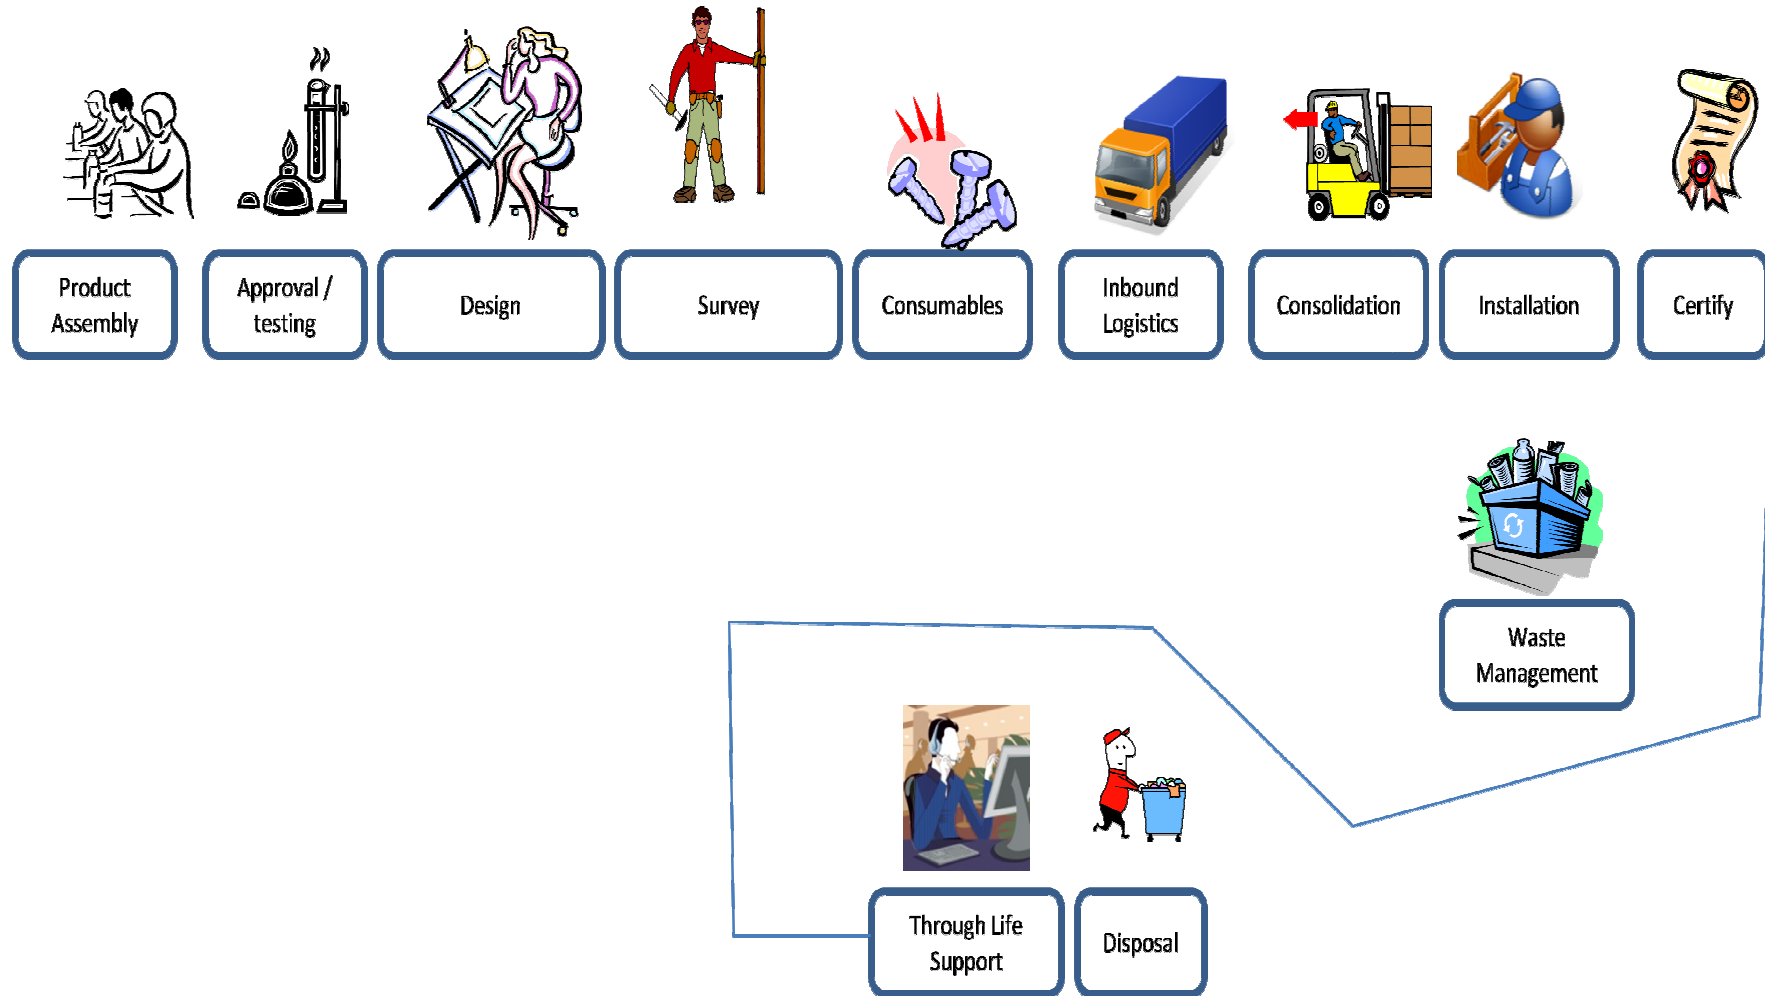 Product
Assembly
Approval /
testing
Design
Survey
Consumables
Inbound
Logistics
Consolidation
Installation
Certify
Waste
Management
Through Life
Support
Disposal